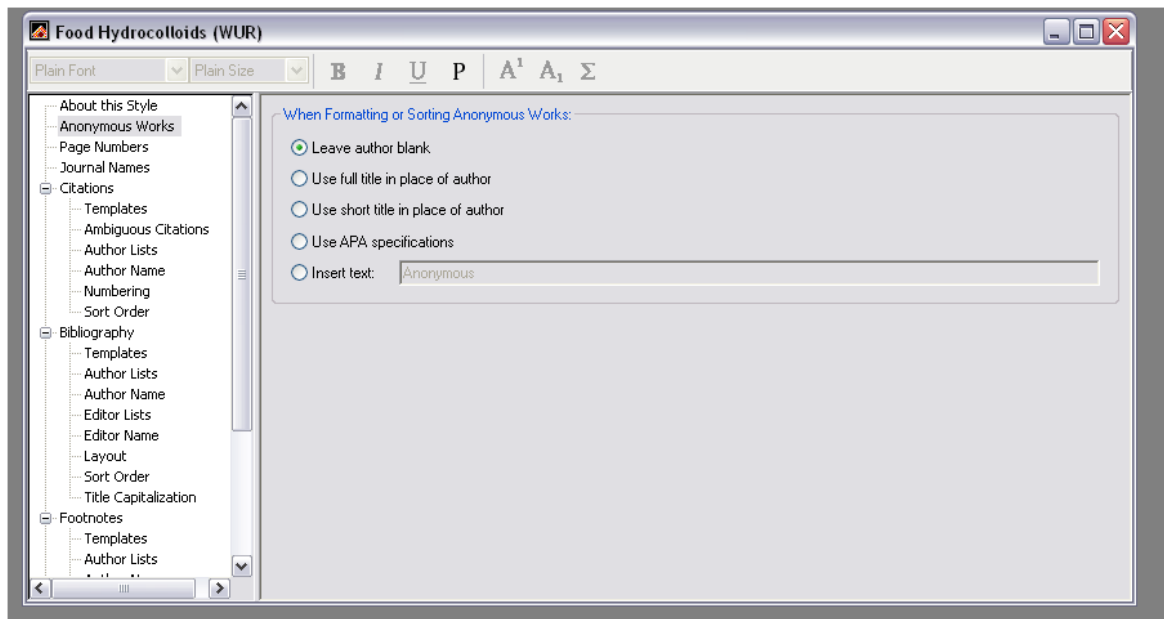 Food Hydrocolloids (WUR)
Plain Font Plain Size B I U P A1 A1 Σ
About this Style
Anonymous Works
Page Numbers
Journal Names
Citations
Templates
Ambiguous Citations
Author Lists
Author Name
Numbering
Sort Order
Bibliography
Templates
Author Lists
Author Name
Editor Lists
Editor Name
Layout
Sort Order
Title Capitalization
Footnotes
Templates
Author Lists
When Formatting or Sorting Anonymous Works:
Leave author blank
Use full title in place of author
Use short title in place of author
Use APA specifications
Insert text: Anonymous